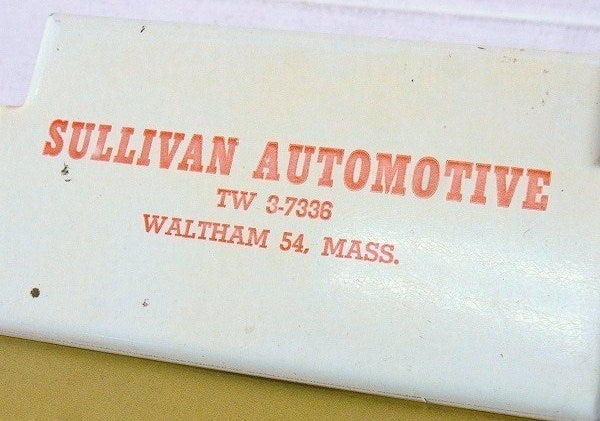 SULLIVAN AUTOMOTIVE
TW 3-7336
WALTHAM 54, MASS.